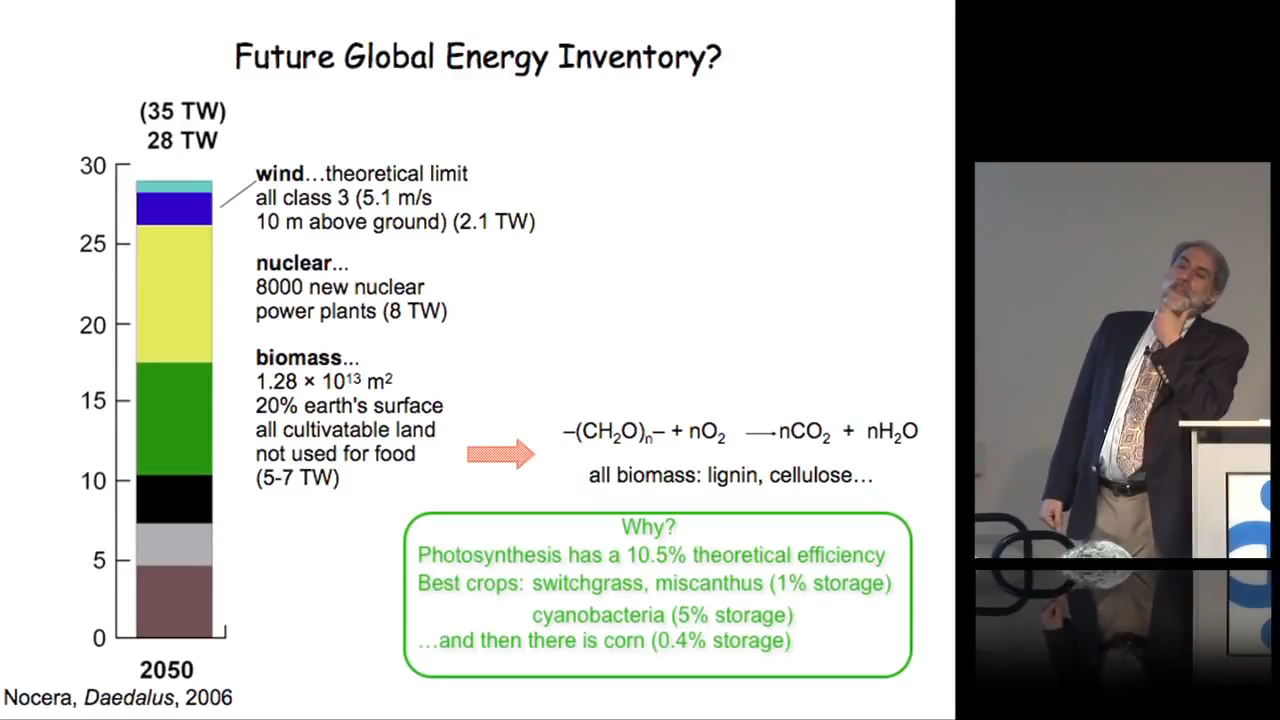 Future Global Energy Inventory?
(35 TW)
28 TW
30
25
20
15
10
5
0
2050
wind...theoretical limit
all class 3 (5.1 m/s
10 m above ground) (2.1 TW)
nuclear...
8000 new nuclear
power plants (8 TW)
biomass...
1.28 × 10¹³ m²
20% earth's surface
all cultivatable land
not used for food
(5-7 TW)
–(CH₂O)ₙ– + nO₂ → nCO₂ + nH₂O
all biomass: lignin, cellulose...
Why?
Photosynthesis has a 10.5% theoretical efficiency
Best crops: switchgrass, miscanthus (1% storage)
cyanobacteria (5% storage)
...and then there is corn (0.4% storage)
Nocera, Daedalus, 2006